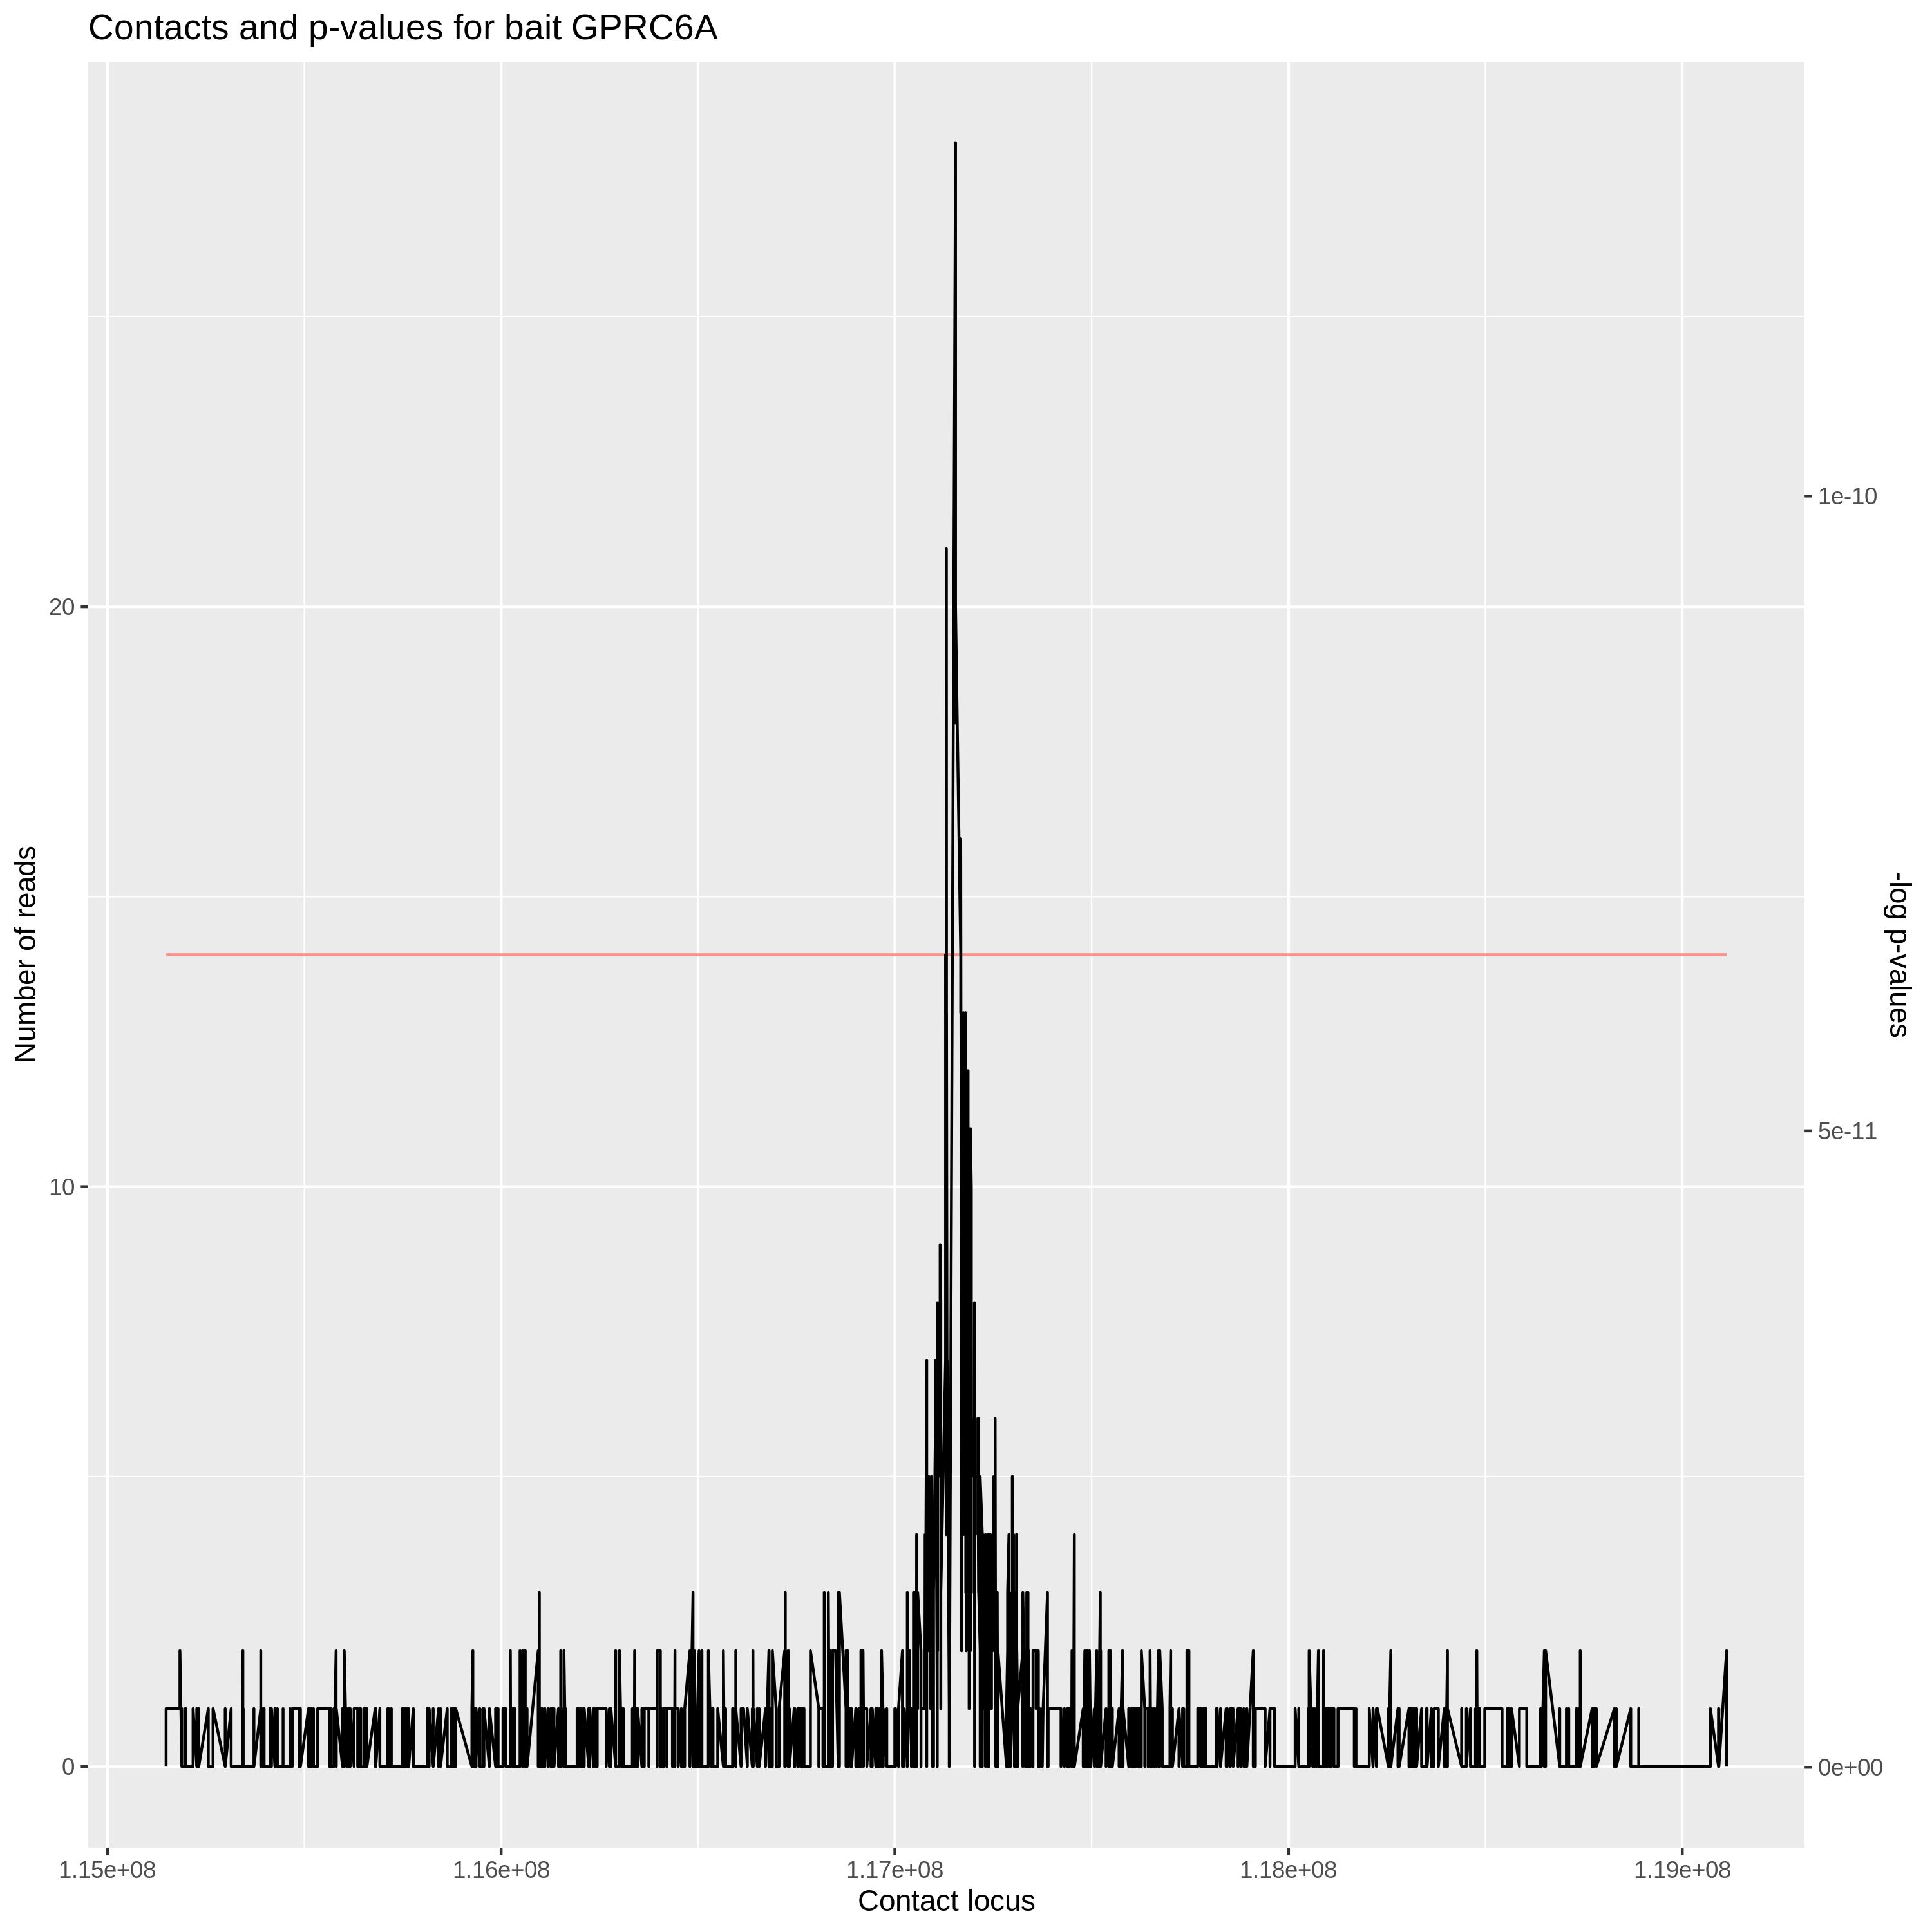 Contacts and p-values for bait GPRC6A
Number of reads
20
10
0
1e-10
5e-11
0e+00
-log p-values
1.15e+08
1.16e+08
1.17e+08
1.18e+08
1.19e+08
Contact locus